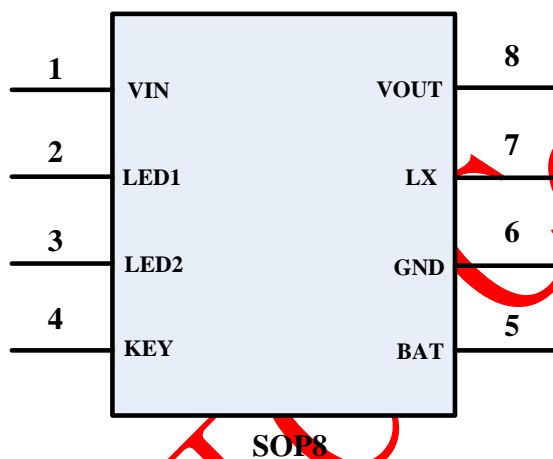 1 VIN VOUT 8
2 LED1 LX 7
3 LED2 GND 6
4 KEY BAT 5
SOP8